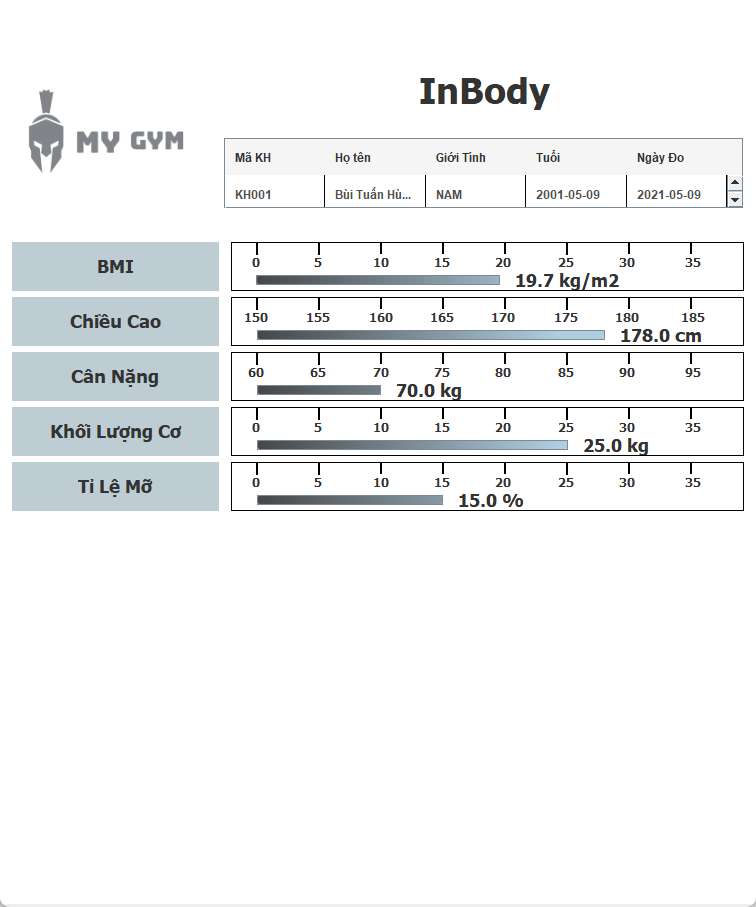 InBody
MY GYM
Mã KH Họ tên Giới Tính Tuổi Ngày Đo
KH001 Bùi Tuấn Hù... NAM 2001-05-09 2021-05-09
BMI
0 5 10 15 20 25 30 35
19.7 kg/m2
Chiều Cao
150 155 160 165 170 175 180 185
178.0 cm
Cân Nặng
60 65 70 75 80 85 90 95
70.0 kg
Khối Lượng Cơ
0 5 10 15 20 25 30 35
25.0 kg
Tỉ Lệ Mỡ
0 5 10 15 20 25 30 35
15.0 %